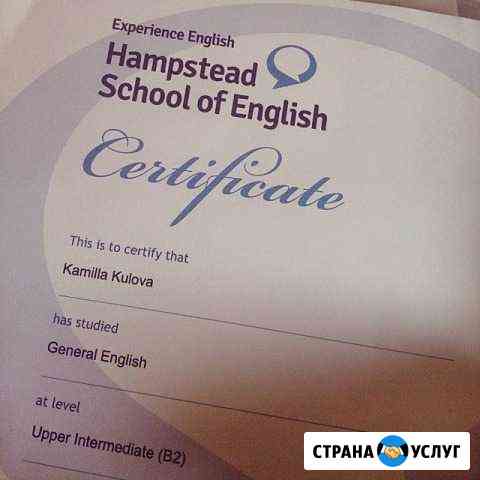 Experience English
Hampstead
School of English
Certificate
This is to certify that
Kamilla Kulova
has studied
General English
at level
Upper Intermediate (B2)
СТРАНА УСЛУГ